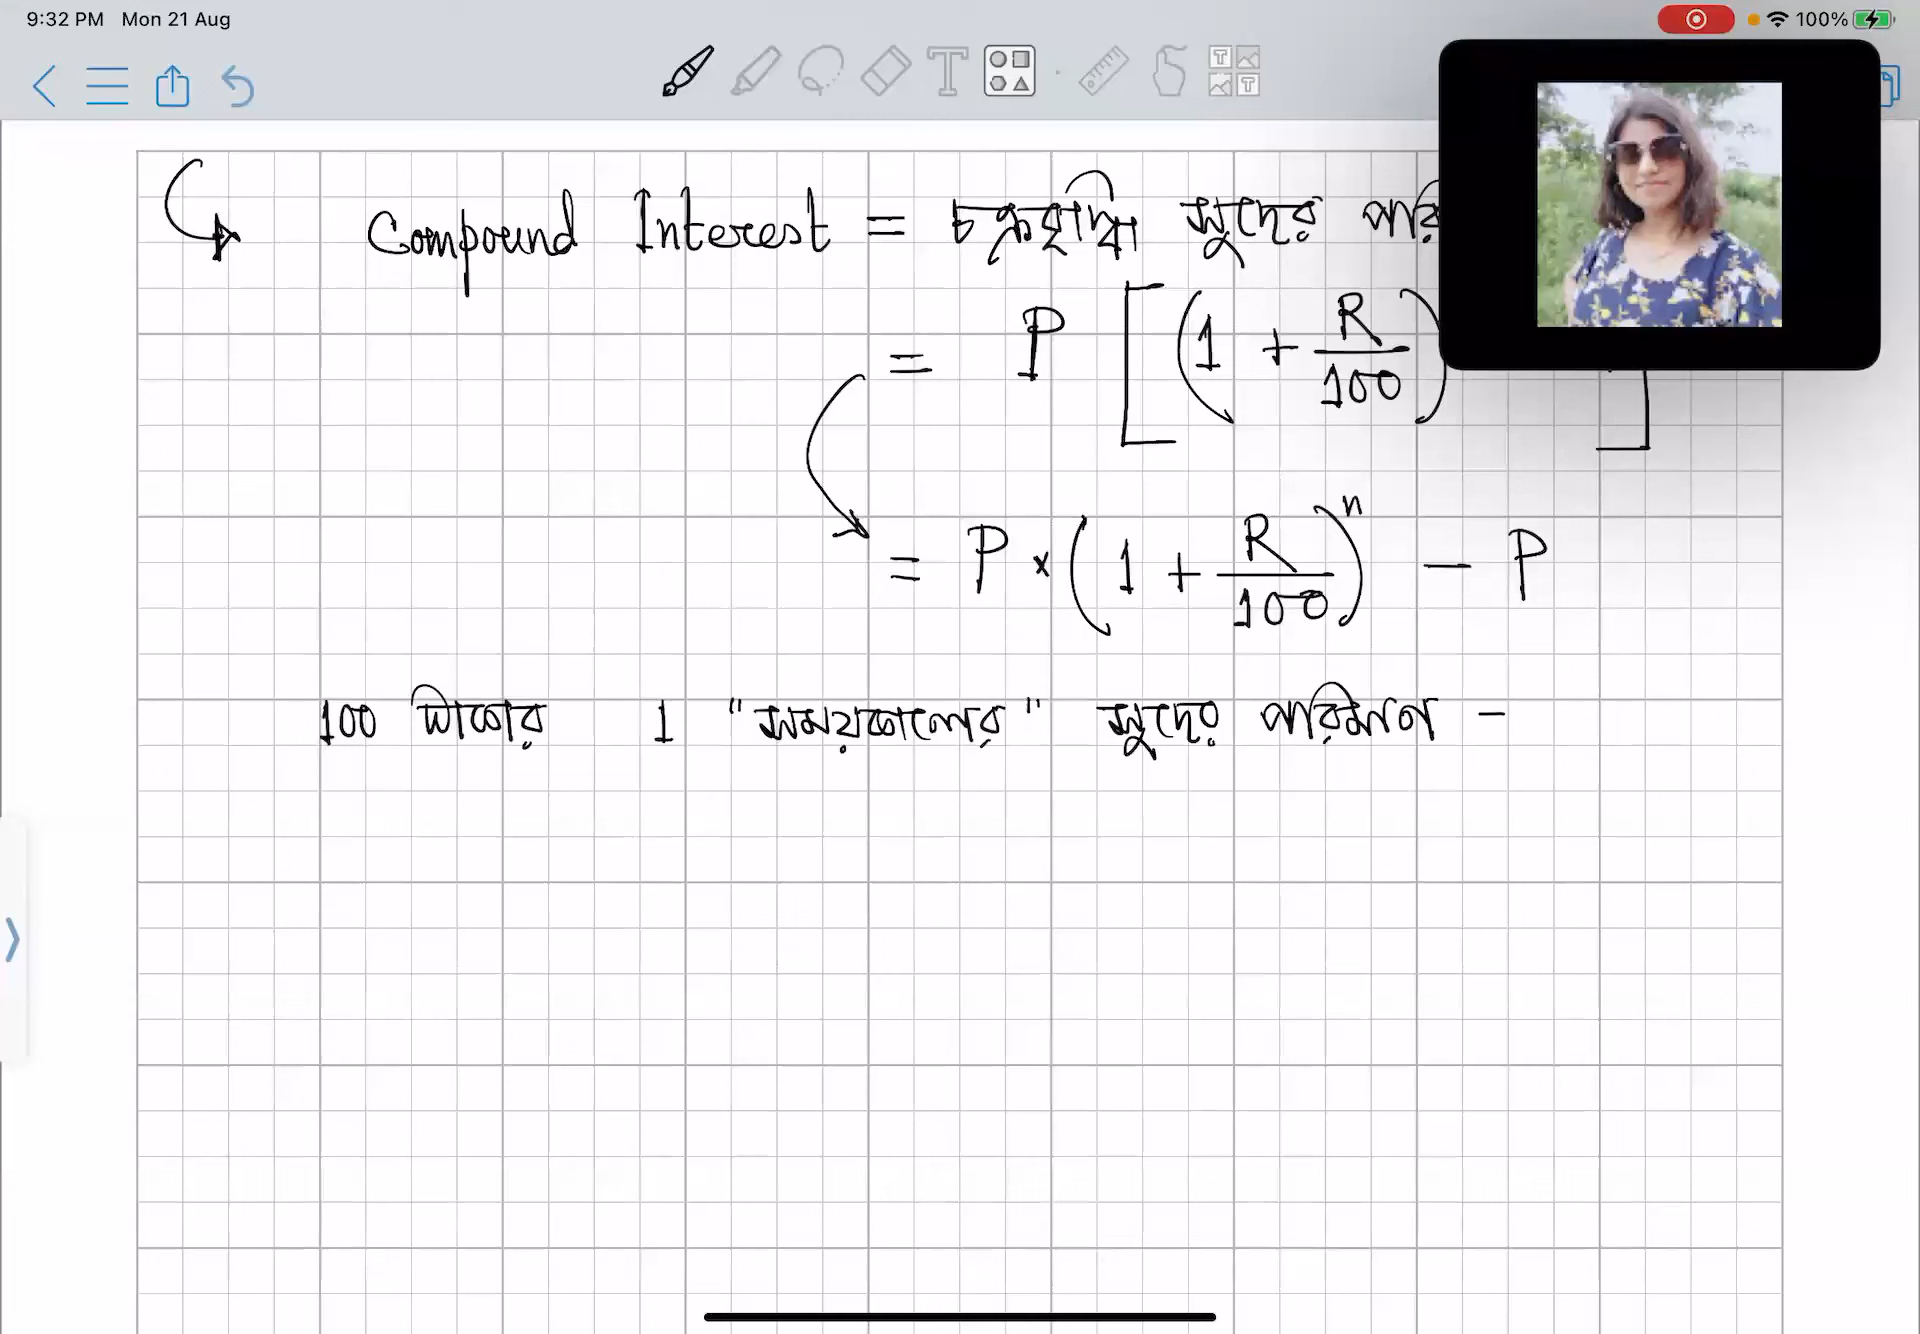 9:32 PM Mon 21 Aug
100%
Compound Interest = চক্রবৃদ্ধি সুদের পরি
= P [ ( 1 + R/100 ) ]
= P × ( 1 + R/100 )ⁿ − P
100 টাকার 1 "সময়কালের" সুদের পরিমাণ −